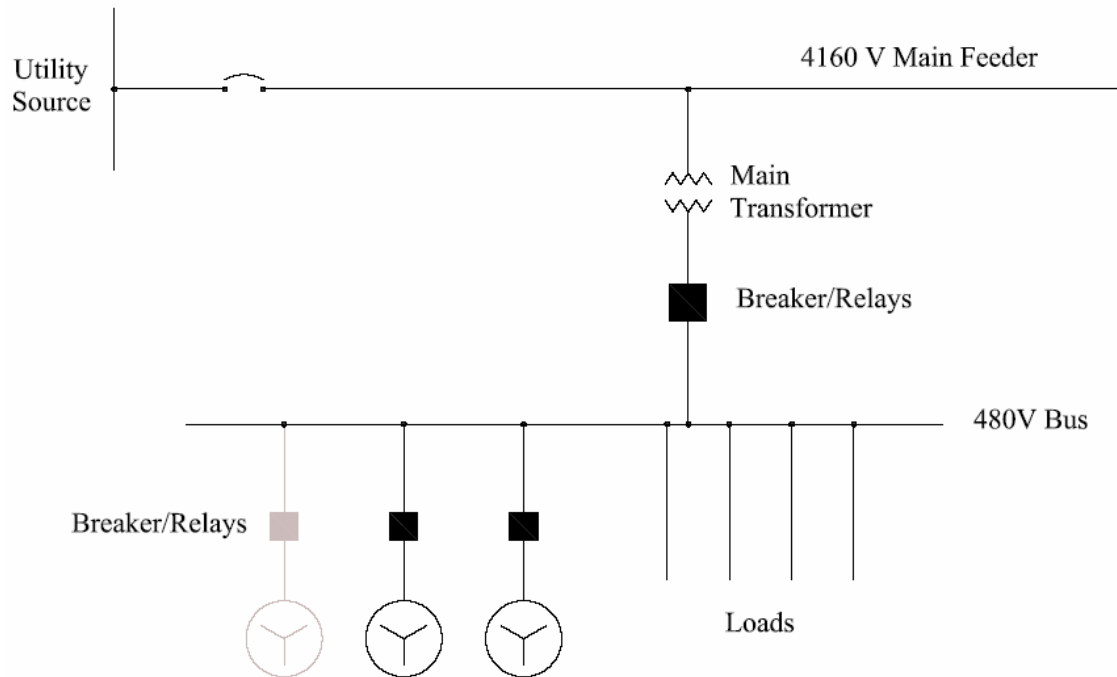 Utility
Source
4160 V Main Feeder
Main
Transformer
Breaker/Relays
480V Bus
Breaker/Relays
Loads